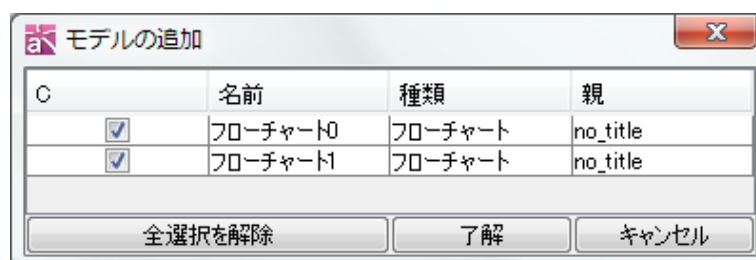 モデルの追加
C 名前 種類 親
フローチャート0 フローチャート no_title
フローチャート1 フローチャート no_title
全選択を解除 了解 キャンセル